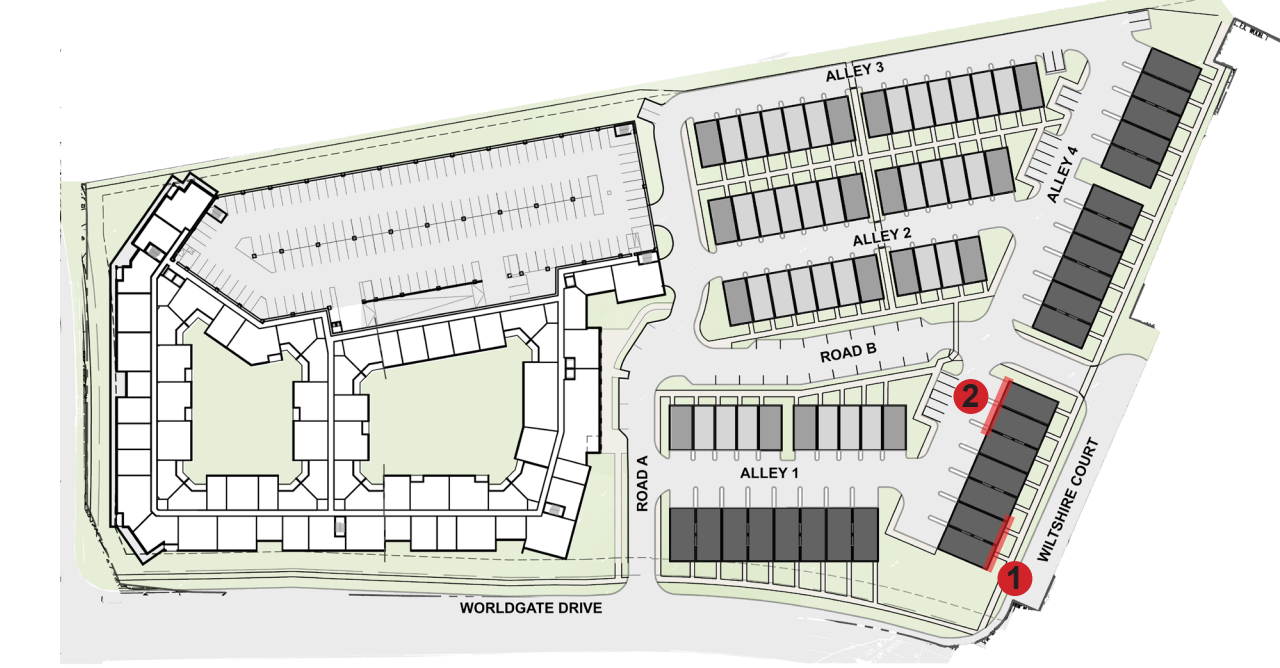 ALLEY 3
ALLEY 4
ALLEY 2
ROAD B
2
ROAD A
ALLEY 1
WILTSHIRE COURT
1
WORLDGATE DRIVE